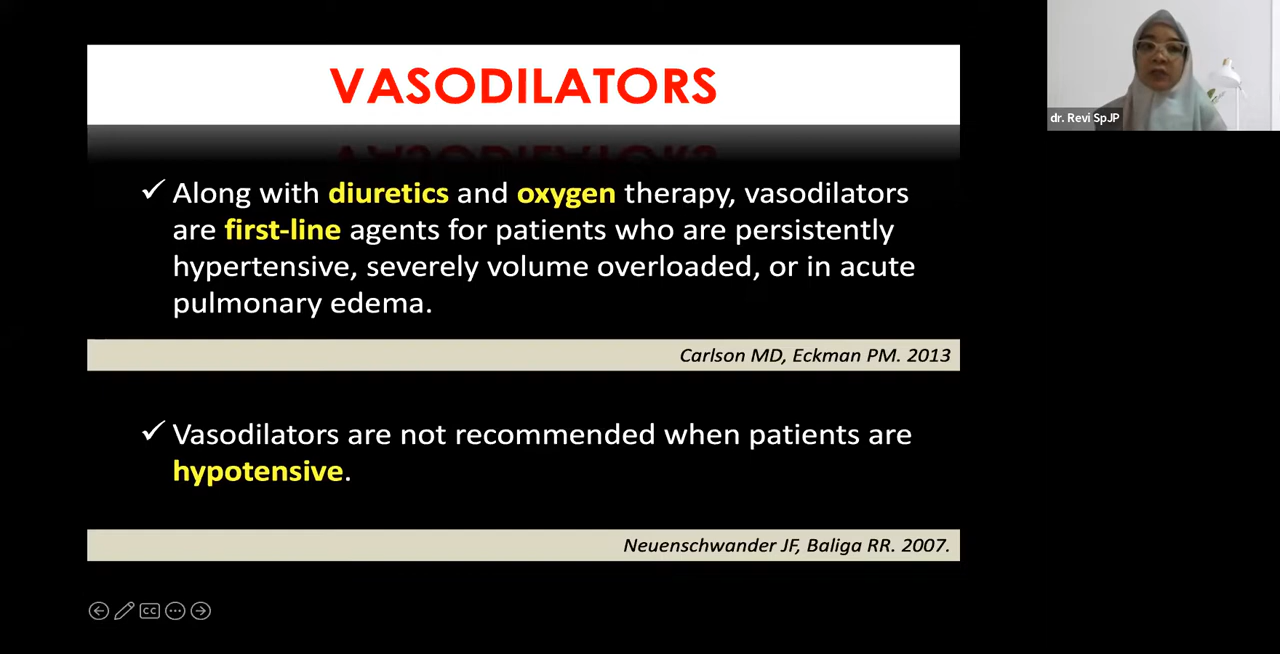 VASODILATORS
dr. Revi SpJP
✓ Along with diuretics and oxygen therapy, vasodilators
are first-line agents for patients who are persistently
hypertensive, severely volume overloaded, or in acute
pulmonary edema.
Carlson MD, Eckman PM. 2013
✓ Vasodilators are not recommended when patients are
hypotensive.
Neuenschwander JF, Baliga RR. 2007.
CC